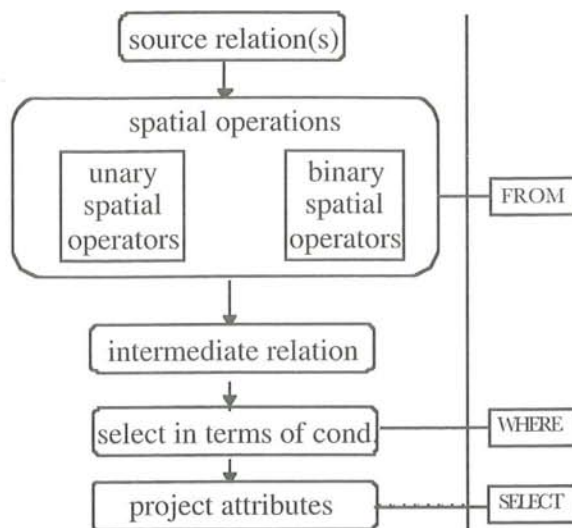 source relation(s)
spatial operations
unary
spatial
operators
binary
spatial
operators
FROM
intermediate relation
select in terms of cond.
WHERE
project attributes
SELECT